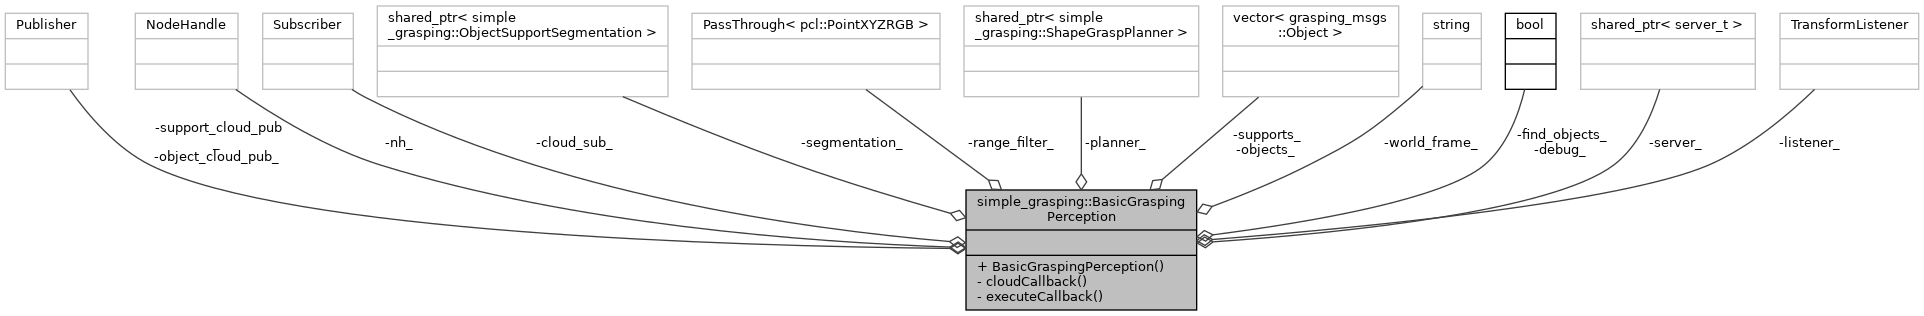 Publisher
NodeHandle
Subscriber
shared_ptr< simple
_grasping::ObjectSupportSegmentation >
PassThrough< pcl::PointXYZRGB >
shared_ptr< simple
_grasping::ShapeGraspPlanner >
vector< grasping_msgs
::Object >
string
bool
shared_ptr< server_t >
TransformListener
-support_cloud_pub
_
-object_cloud_pub_
-nh_
-cloud_sub_
-segmentation_
-range_filter_
-planner_
-supports_
-objects_
-world_frame_
-find_objects_
-debug_
-server_
-listener_
simple_grasping::BasicGrasping
Perception
+ BasicGraspingPerception()
- cloudCallback()
- executeCallback()